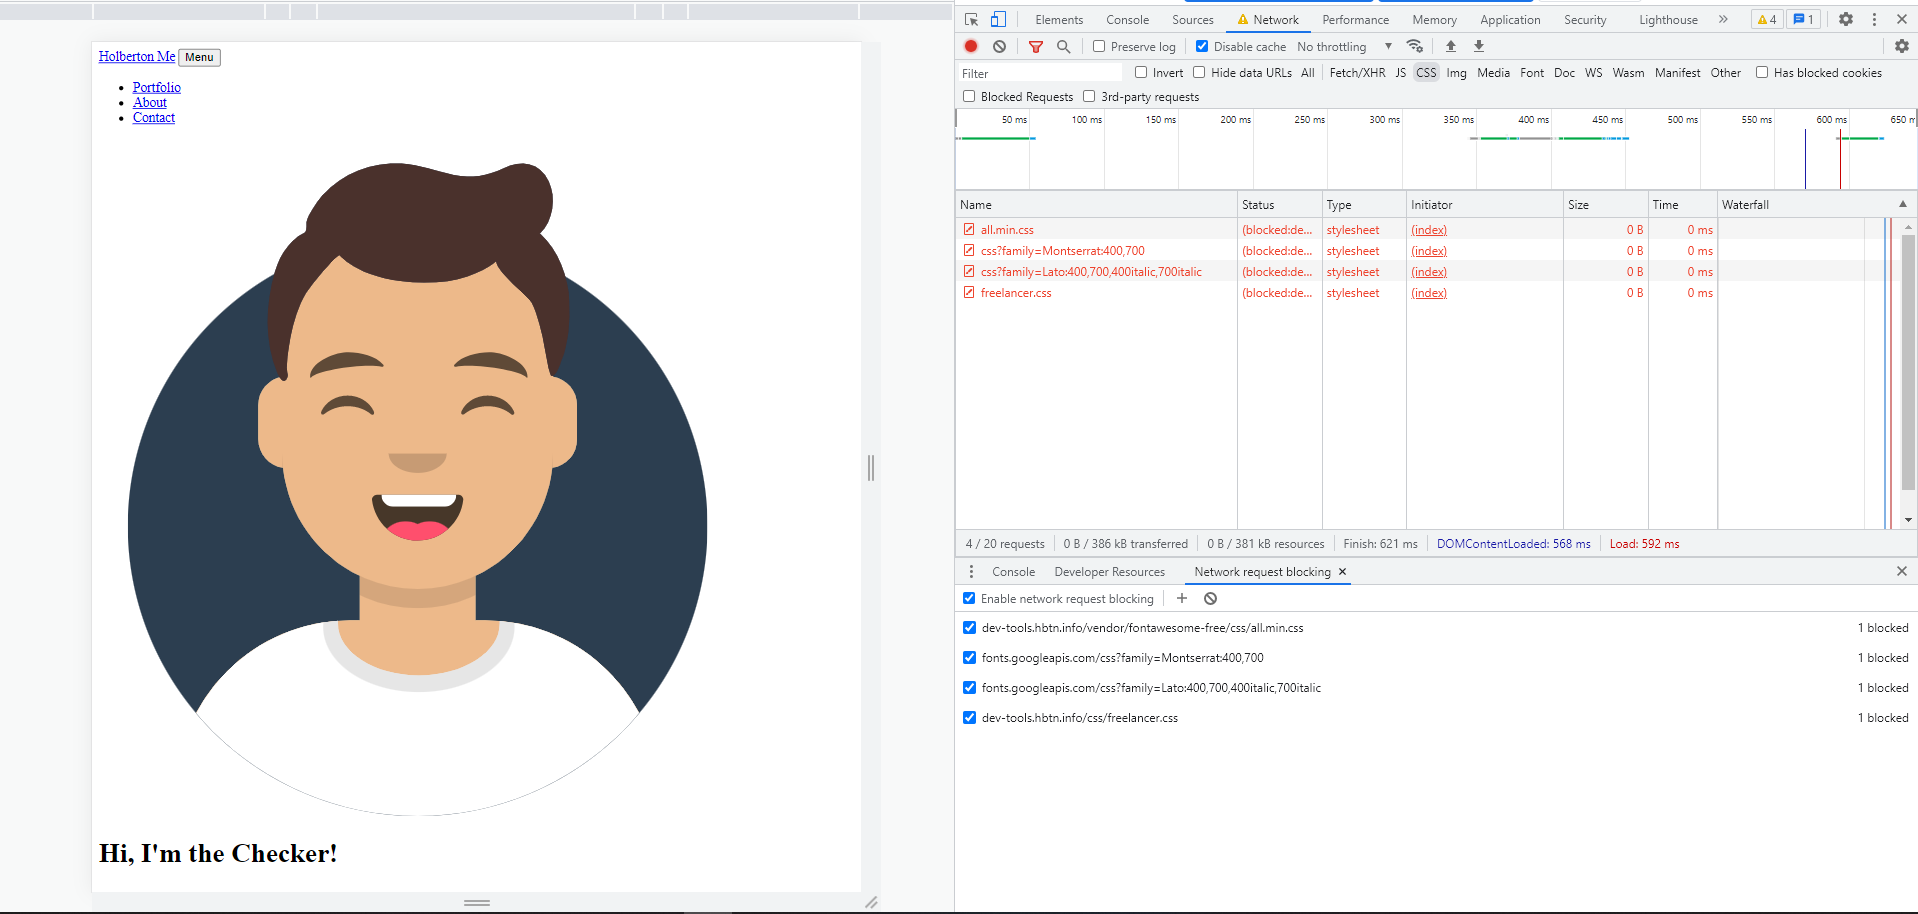 Holberton Me Menu
Portfolio
About
Contact
Hi, I'm the Checker!
Elements Console Sources Network Performance Memory Application Security Lighthouse » 4 1
Preserve log Disable cache No throttling
Filter Invert Hide data URLs All Fetch/XHR JS CSS Img Media Font Doc WS Wasm Manifest Other Has blocked cookies
Blocked Requests 3rd-party requests
50 ms 100 ms 150 ms 200 ms 250 ms 300 ms 350 ms 400 ms 450 ms 500 ms 550 ms 600 ms 650 m
Name Status Type Initiator Size Time Waterfall
all.min.css (blocked:de... stylesheet (index) 0 B 0 ms
css?family=Montserrat:400,700 (blocked:de... stylesheet (index) 0 B 0 ms
css?family=Lato:400,700,400italic,700italic (blocked:de... stylesheet (index) 0 B 0 ms
freelancer.css (blocked:de... stylesheet (index) 0 B 0 ms
4 / 20 requests 0 B / 386 kB transferred 0 B / 381 kB resources Finish: 621 ms DOMContentLoaded: 568 ms Load: 592 ms
Console Developer Resources Network request blocking
Enable network request blocking
dev-tools.hbtn.info/vendor/fontawesome-free/css/all.min.css 1 blocked
fonts.googleapis.com/css?family=Montserrat:400,700 1 blocked
fonts.googleapis.com/css?family=Lato:400,700,400italic,700italic 1 blocked
dev-tools.hbtn.info/css/freelancer.css 1 blocked